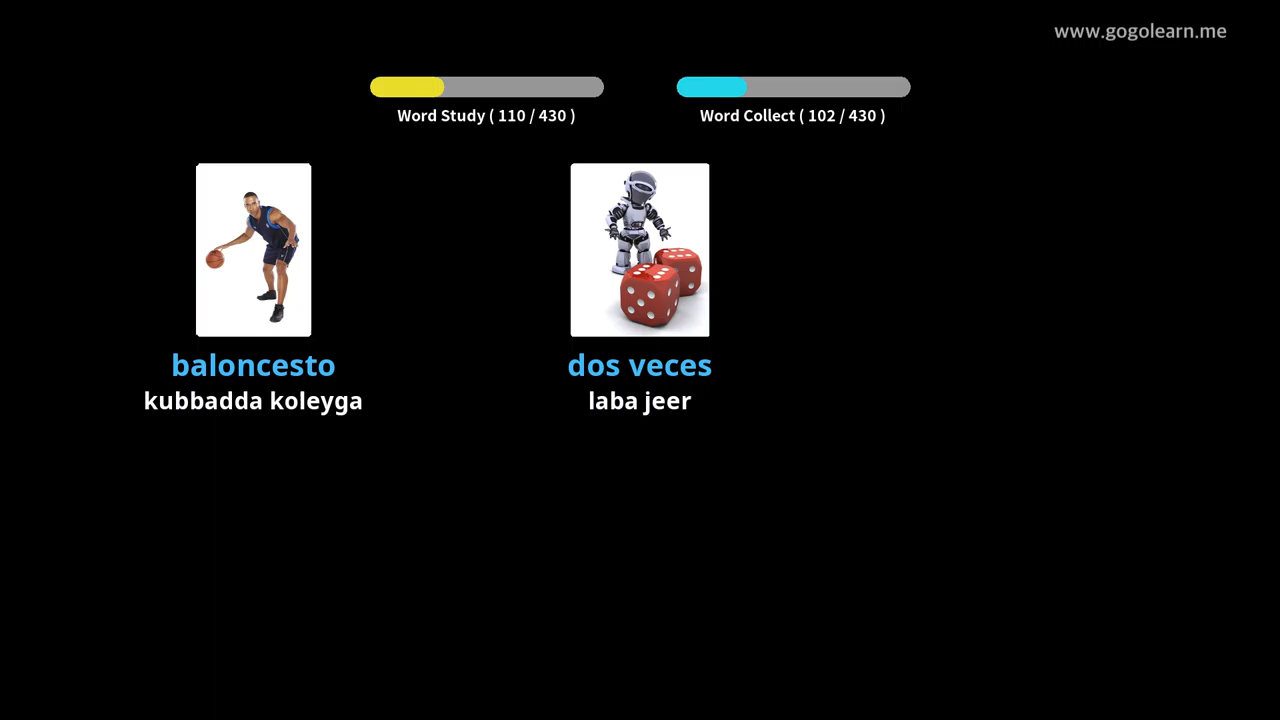 www.gogolearn.me
Word Study ( 110 / 430 )
Word Collect ( 102 / 430 )
baloncesto
kubbadda koleyga
dos veces
laba jeer